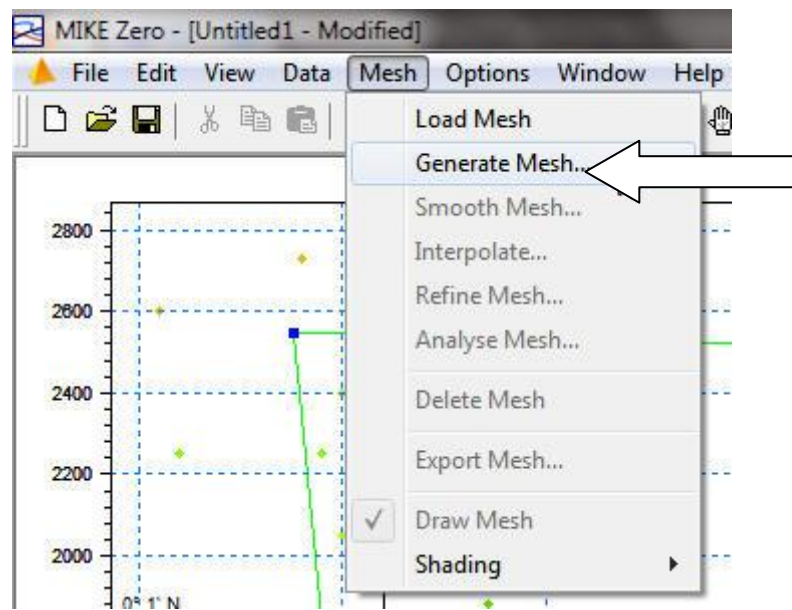 MIKE Zero - [Untitled1 - Modified]
File Edit View Data Mesh Options Window Help
Load Mesh
Generate Mesh...
Smooth Mesh...
Interpolate...
Refine Mesh...
Analyse Mesh...
Delete Mesh
Export Mesh...
Draw Mesh
Shading
2800
2600
2400
2200
2000
0° 1' N